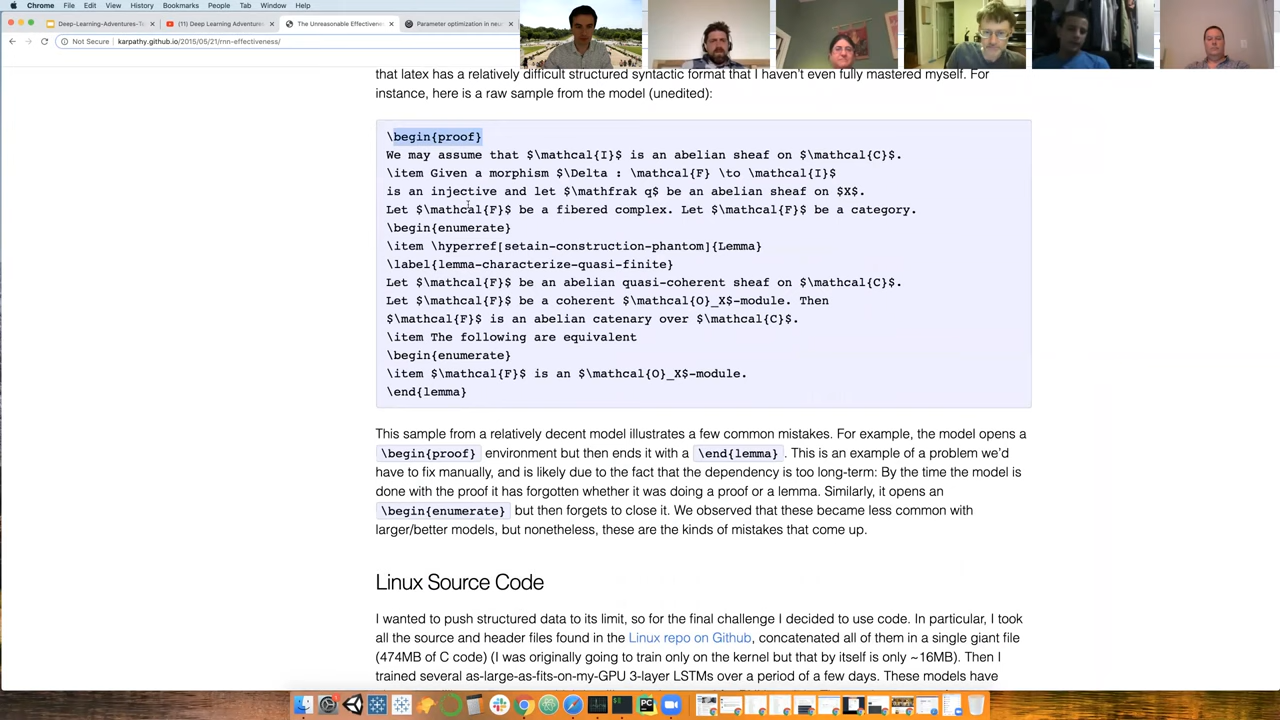 Chrome File Edit View History Bookmarks People Tab Window Help
Deep-Learning-Adventures-Te
(11) Deep Learning Adventures
The Unreasonable Effectivene
Parameter optimization in neu
Not Secure | karpathy.github.io/2015/05/21/rnn-effectiveness/
that latex has a relatively difficult structured syntactic format that I haven't even fully mastered myself. For
instance, here is a raw sample from the model (unedited):
\begin{proof}
We may assume that $\mathcal{I}$ is an abelian sheaf on $\mathcal{C}$.
\item Given a morphism $\Delta : \mathcal{F} \to \mathcal{I}$
is an injective and let $\mathfrak q$ be an abelian sheaf on $X$.
Let $\mathcal{F}$ be a fibered complex. Let $\mathcal{F}$ be a category.
\begin{enumerate}
\item \hyperref[setain-construction-phantom]{Lemma}
\label{lemma-characterize-quasi-finite}
Let $\mathcal{F}$ be an abelian quasi-coherent sheaf on $\mathcal{C}$.
Let $\mathcal{F}$ be a coherent $\mathcal{O}_X$-module. Then
$\mathcal{F}$ is an abelian catenary over $\mathcal{C}$.
\item The following are equivalent
\begin{enumerate}
\item $\mathcal{F}$ is an $\mathcal{O}_X$-module.
\end{lemma}
This sample from a relatively decent model illustrates a few common mistakes. For example, the model opens a
\begin{proof} environment but then ends it with a \end{lemma}. This is an example of a problem we'd
have to fix manually, and is likely due to the fact that the dependency is too long-term: By the time the model is
done with the proof it has forgotten whether it was doing a proof or a lemma. Similarly, it opens an
\begin{enumerate} but then forgets to close it. We observed that these became less common with
larger/better models, but nonetheless, these are the kinds of mistakes that come up.
Linux Source Code
I wanted to push structured data to its limit, so for the final challenge I decided to use code. In particular, I took
all the source and header files found in the Linux repo on Github, concatenated all of them in a single giant file
(474MB of C code) (I was originally going to train only on the kernel but that by itself is only ~16MB). Then I
trained several as-large-as-fits-on-my-GPU 3-layer LSTMs over a period of a few days. These models have